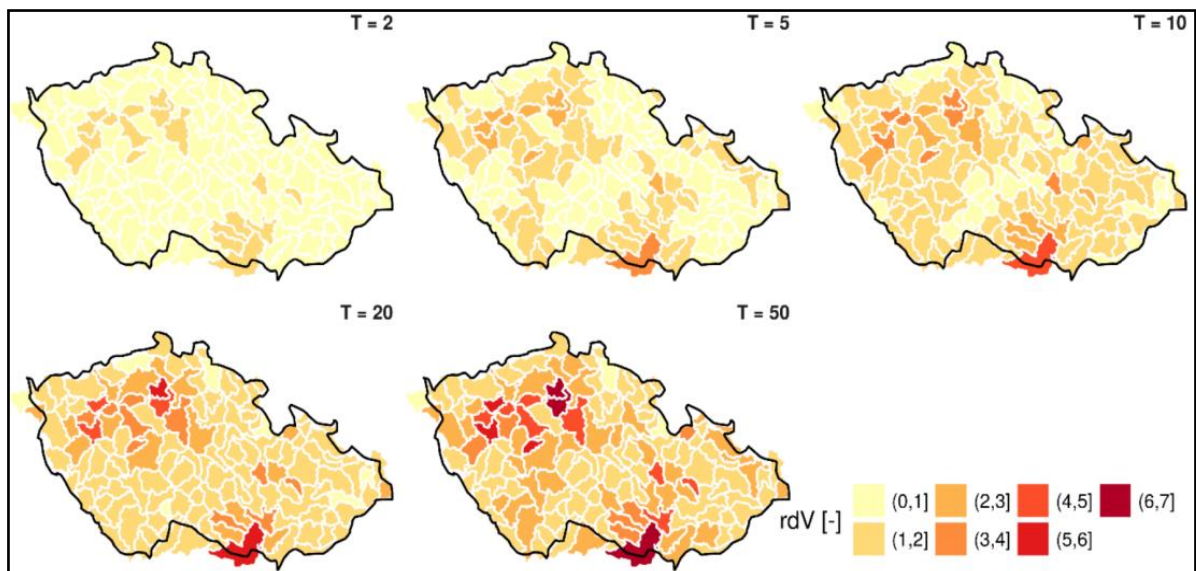 T = 2
T = 5
T = 10
T = 20
T = 50
rdV [-]
(0,1]
(2,3]
(4,5]
(6,7]
(1,2]
(3,4]
(5,6]